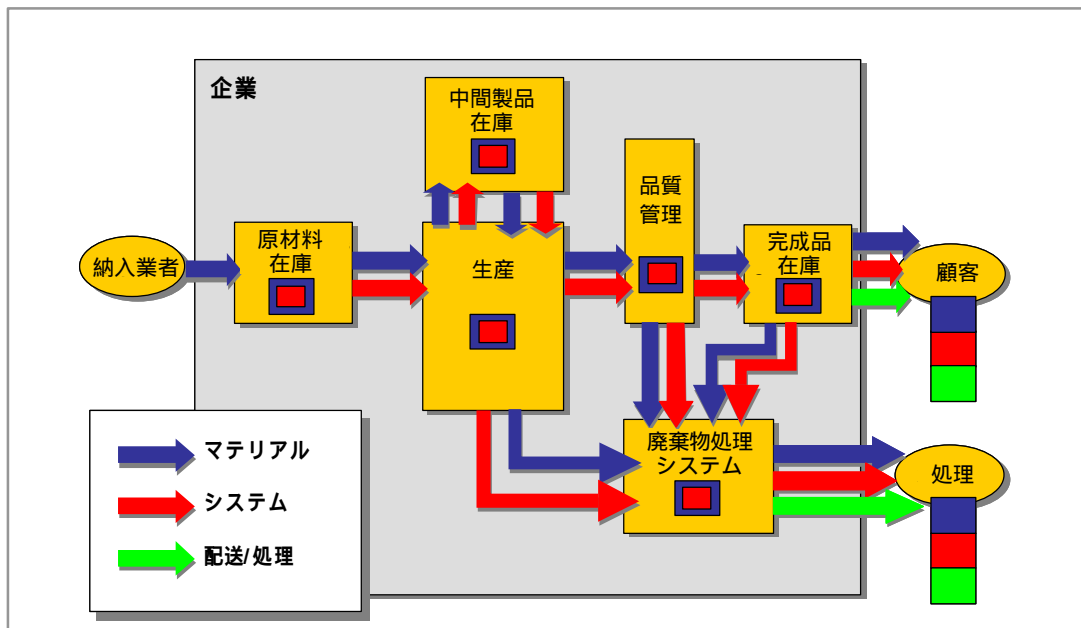 企業
中間製品
在庫
品質
管理
原材料
在庫
生産
完成品
在庫
納入業者
顧客
廃棄物処理
システム
処理
マテリアル
システム
配送/処理